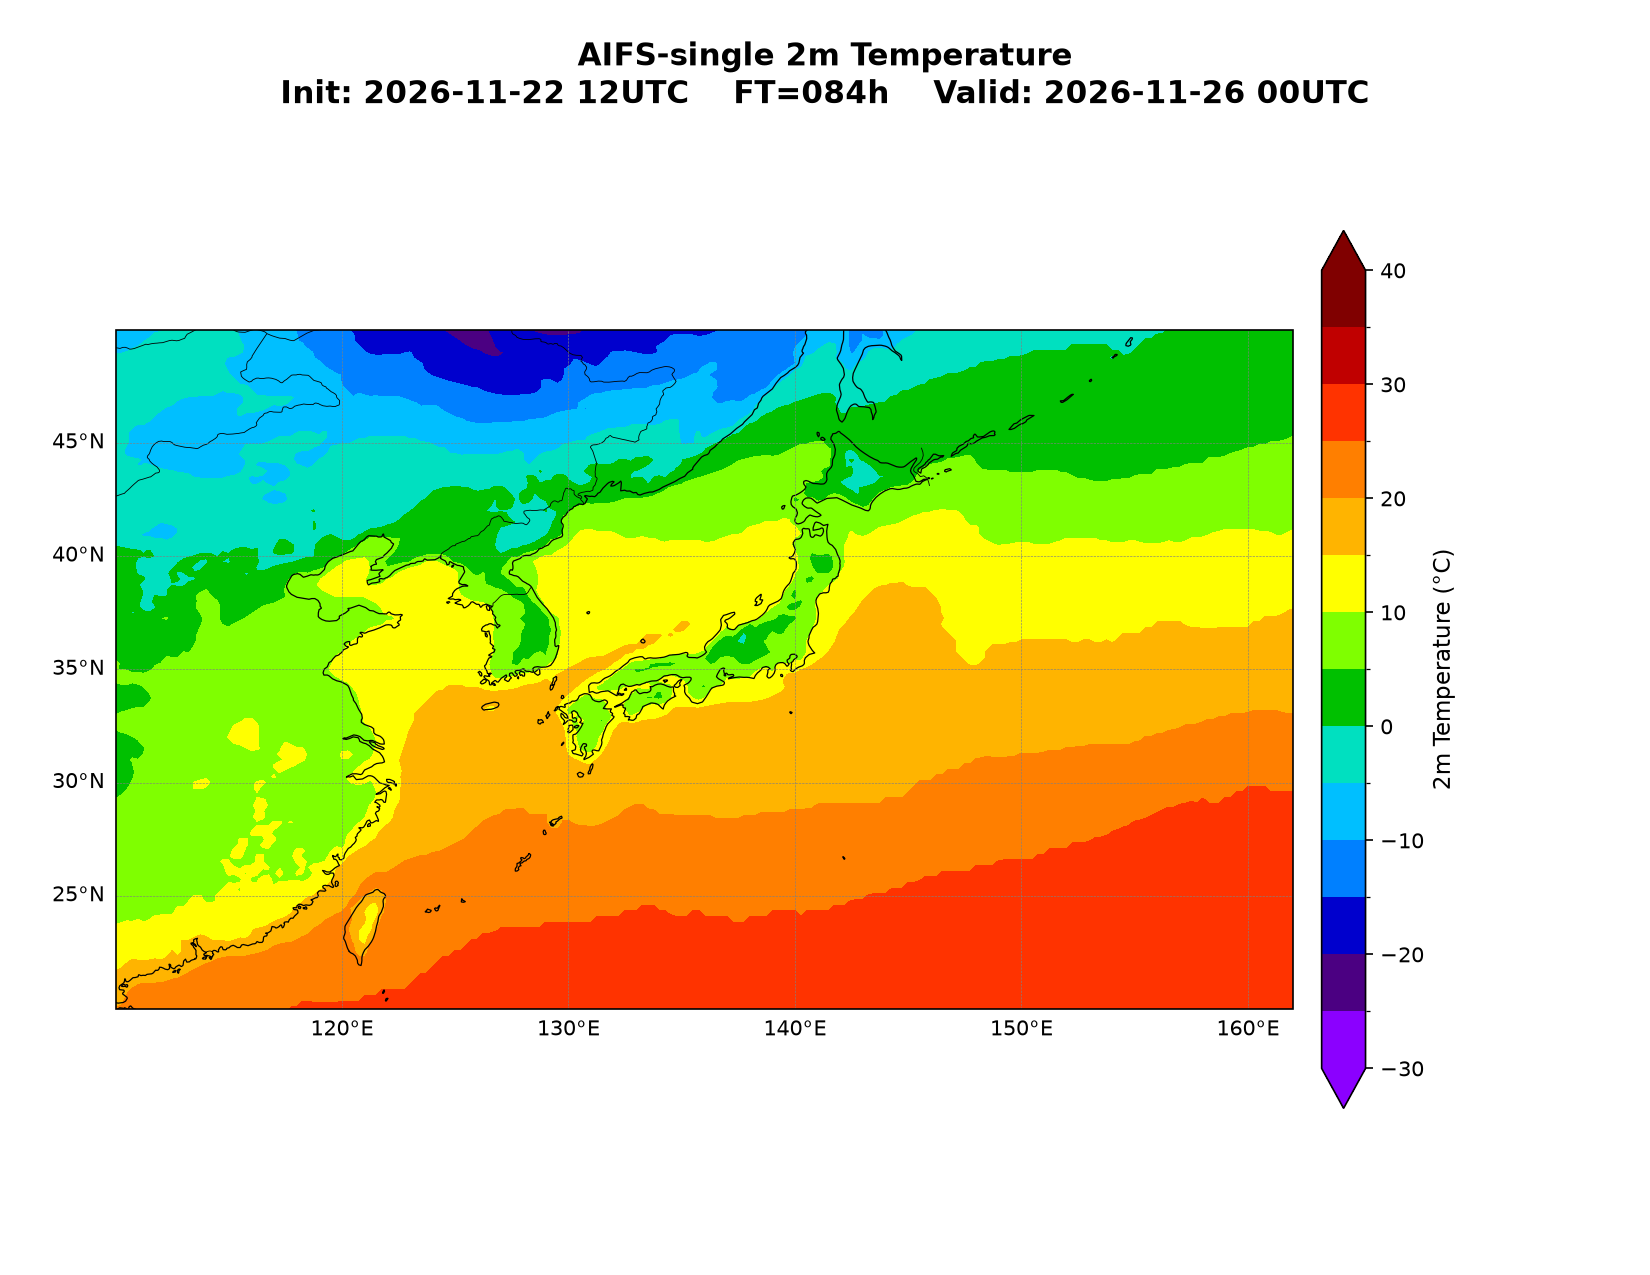 AIFS-single 2m Temperature
Init: 2026-11-22 12UTC    FT=084h    Valid: 2026-11-26 00UTC
45°N
40°N
35°N
30°N
25°N
120°E
130°E
140°E
150°E
160°E
40
30
20
10
0
−10
−20
−30
2m Temperature (°C)